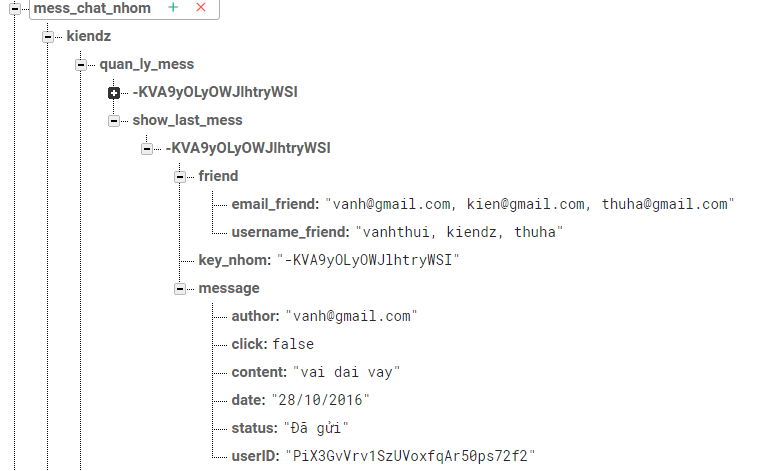 mess_chat_nhom + ×
kiendz
quan_ly_mess
-KVA9yOLyOWJlhtryWSI
show_last_mess
-KVA9yOLyOWJlhtryWSI
friend
email_friend: "vanh@gmail.com, kien@gmail.com, thuha@gmail.com"
username_friend: "vanhthui, kiendz, thuha"
key_nhom: "-KVA9yOLyOWJlhtryWSI"
message
author: "vanh@gmail.com"
click: false
content: "vai dai vay"
date: "28/10/2016"
status: "Đã gửi"
userID: "PiX3GvVrv1SzUVoxfqAr50ps72f2"